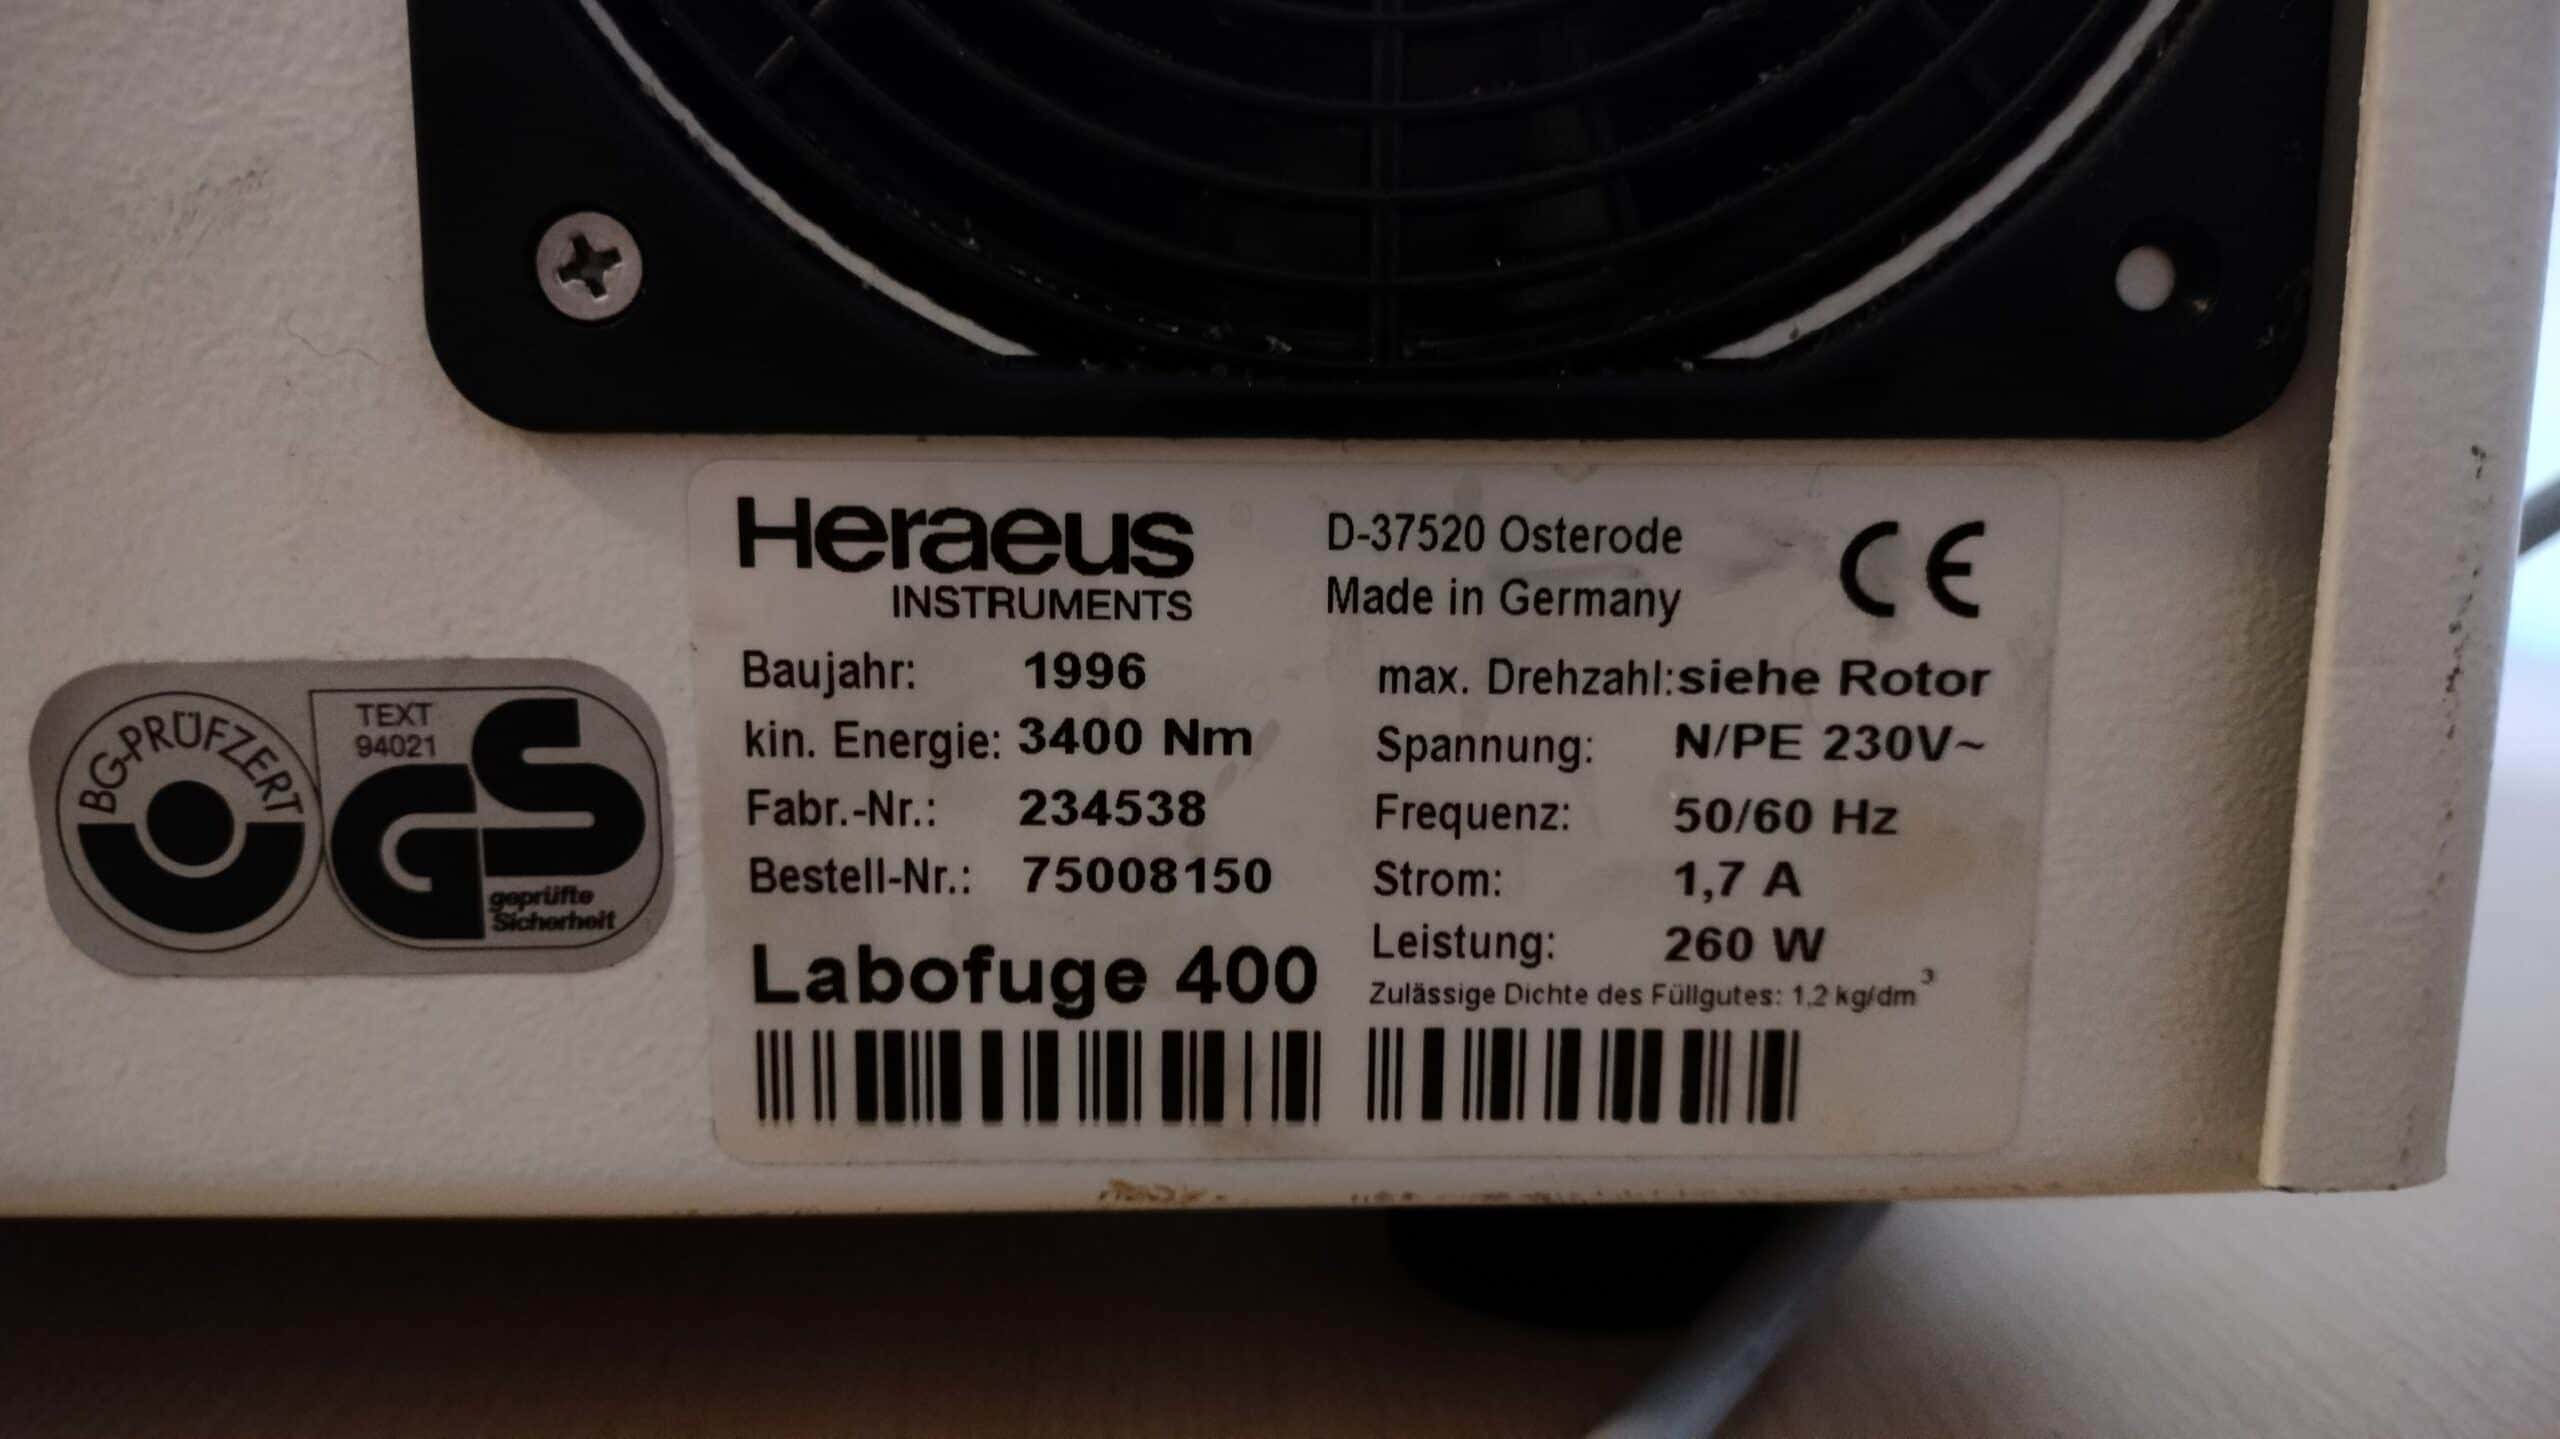 Heraeus
INSTRUMENTS
D-37520 Osterode
Made in Germany
CE
Baujahr: 1996
kin. Energie: 3400 Nm
Fabr.-Nr.: 234538
Bestell-Nr.: 75008150
Labofuge 400
max. Drehzahl: siehe Rotor
Spannung: N/PE 230V~
Frequenz: 50/60 Hz
Strom: 1,7 A
Leistung: 260 W
Zulässige Dichte des Füllgutes: 1,2 kg/dm³
BG-PRÜFZERT
TEXT
94021
GS
geprüfte
Sicherheit